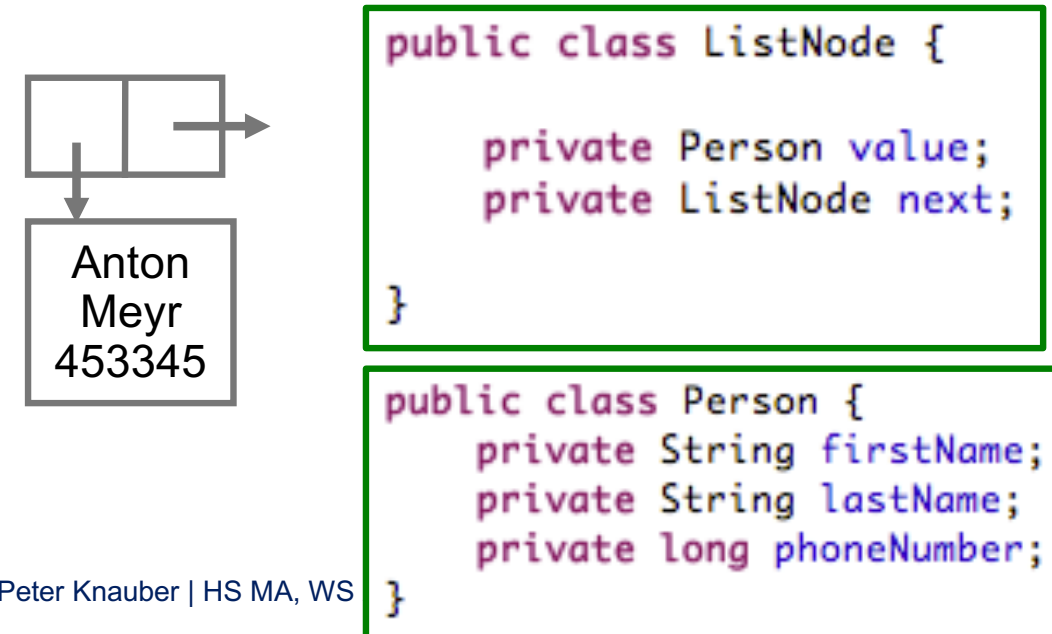 public class ListNode {
private Person value;
private ListNode next;
}
Anton
Meyr
453345
public class Person {
private String firstName;
private String lastName;
private long phoneNumber;
}
Peter Knauber | HS MA, WS